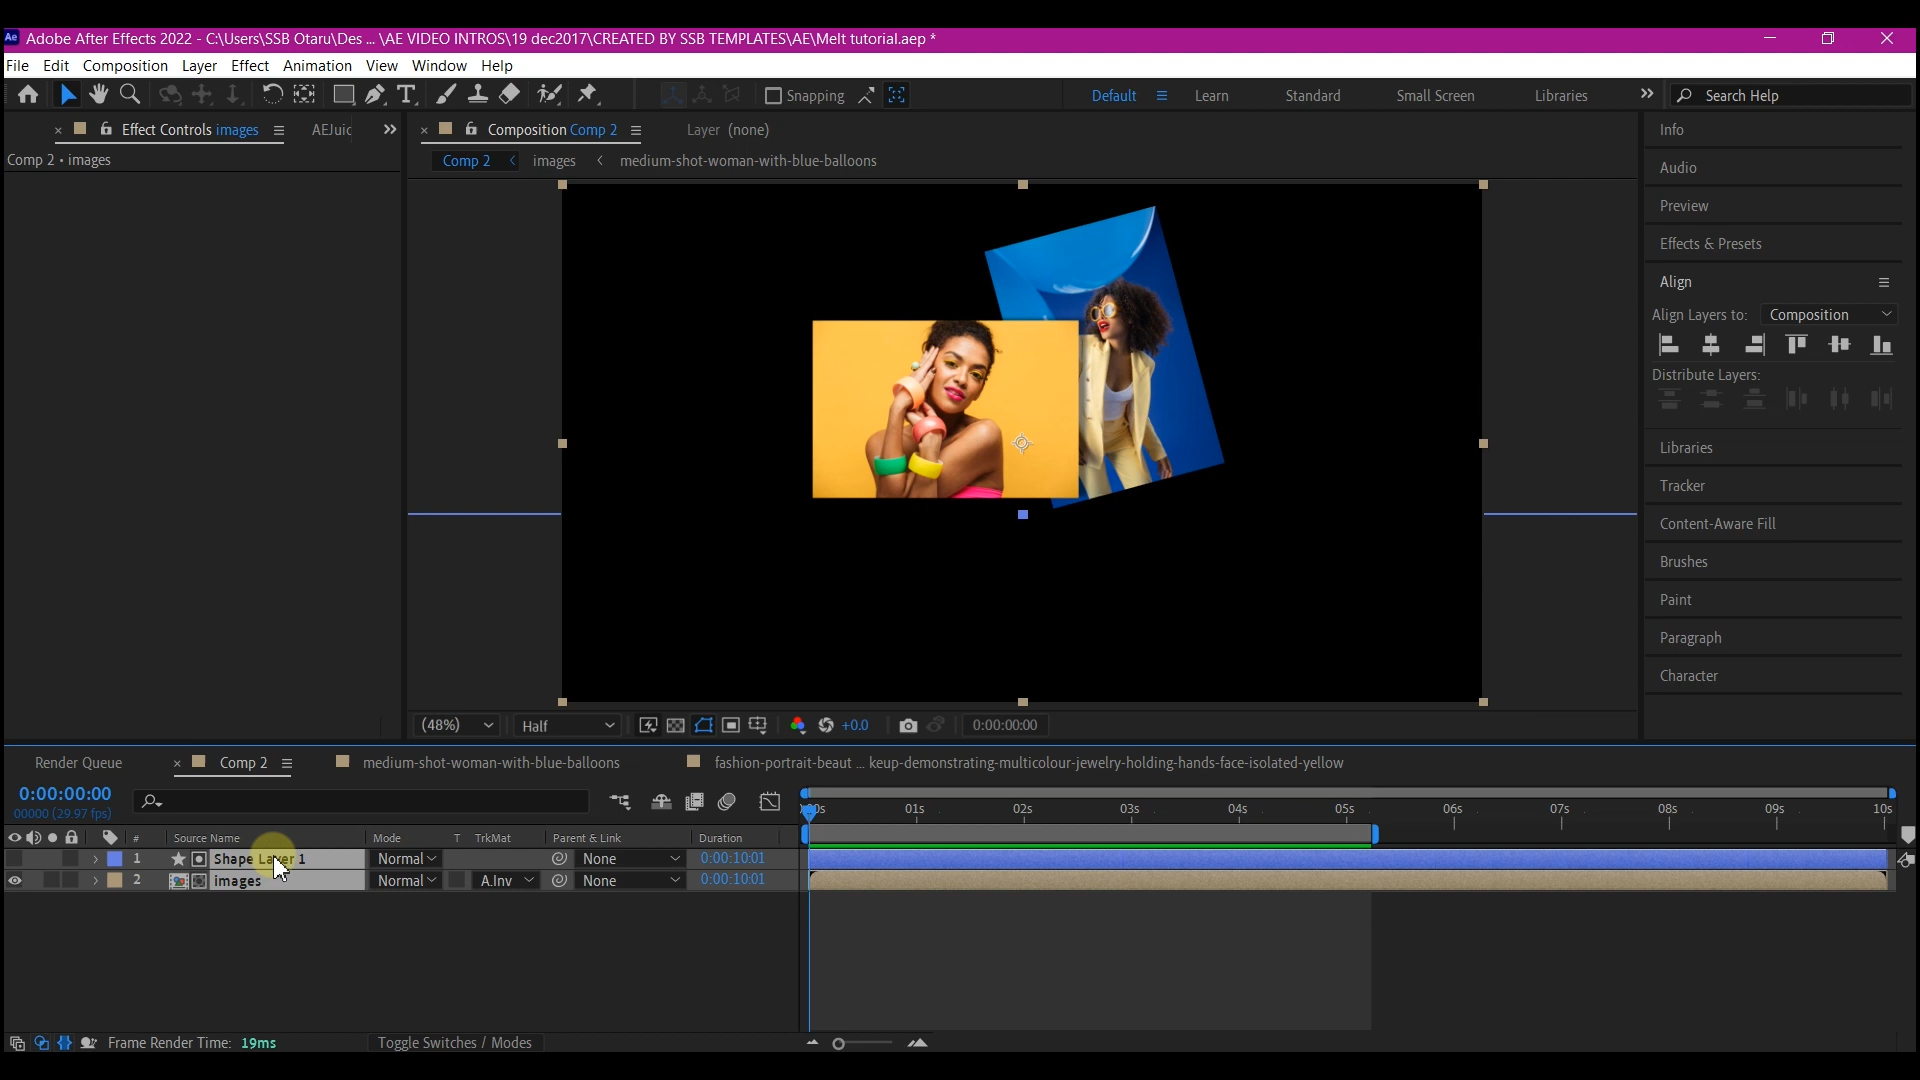 Ae Adobe After Effects 2022 - C:\Users\SSB Otaru\Des ... \AE VIDEO INTROS\19 dec2017\CREATED BY SSB TEMPLATES\AE\Melt tutorial.aep *
File Edit Composition Layer Effect Animation View Window Help
Snapping Default Learn Standard Small Screen Libraries Search Help
Effect Controls images AEJuic Composition Comp 2 Layer (none) Info
Comp 2 • images Comp 2 images medium-shot-woman-with-blue-balloons
Audio
Preview
Effects & Presets
Align
Align Layers to: Composition
Distribute Layers:
Libraries
Tracker
Content-Aware Fill
Brushes
Paint
Paragraph
Character
(48%) Half +0.0 0:00:00:00
Render Queue Comp 2 medium-shot-woman-with-blue-balloons fashion-portrait-beaut ... keup-demonstrating-multicolour-jewelry-holding-hands-face-isolated-yellow
0:00:00:00
00000 (29.97 fps)
01s 02s 03s 04s 05s 06s 07s 08s 09s 10s
# Source Name Mode T TrkMat Parent & Link Duration
1 Shape Layer 1 Normal None 0:00:10:01
2 images Normal A.Inv None 0:00:10:01
Frame Render Time: 19ms Toggle Switches / Modes